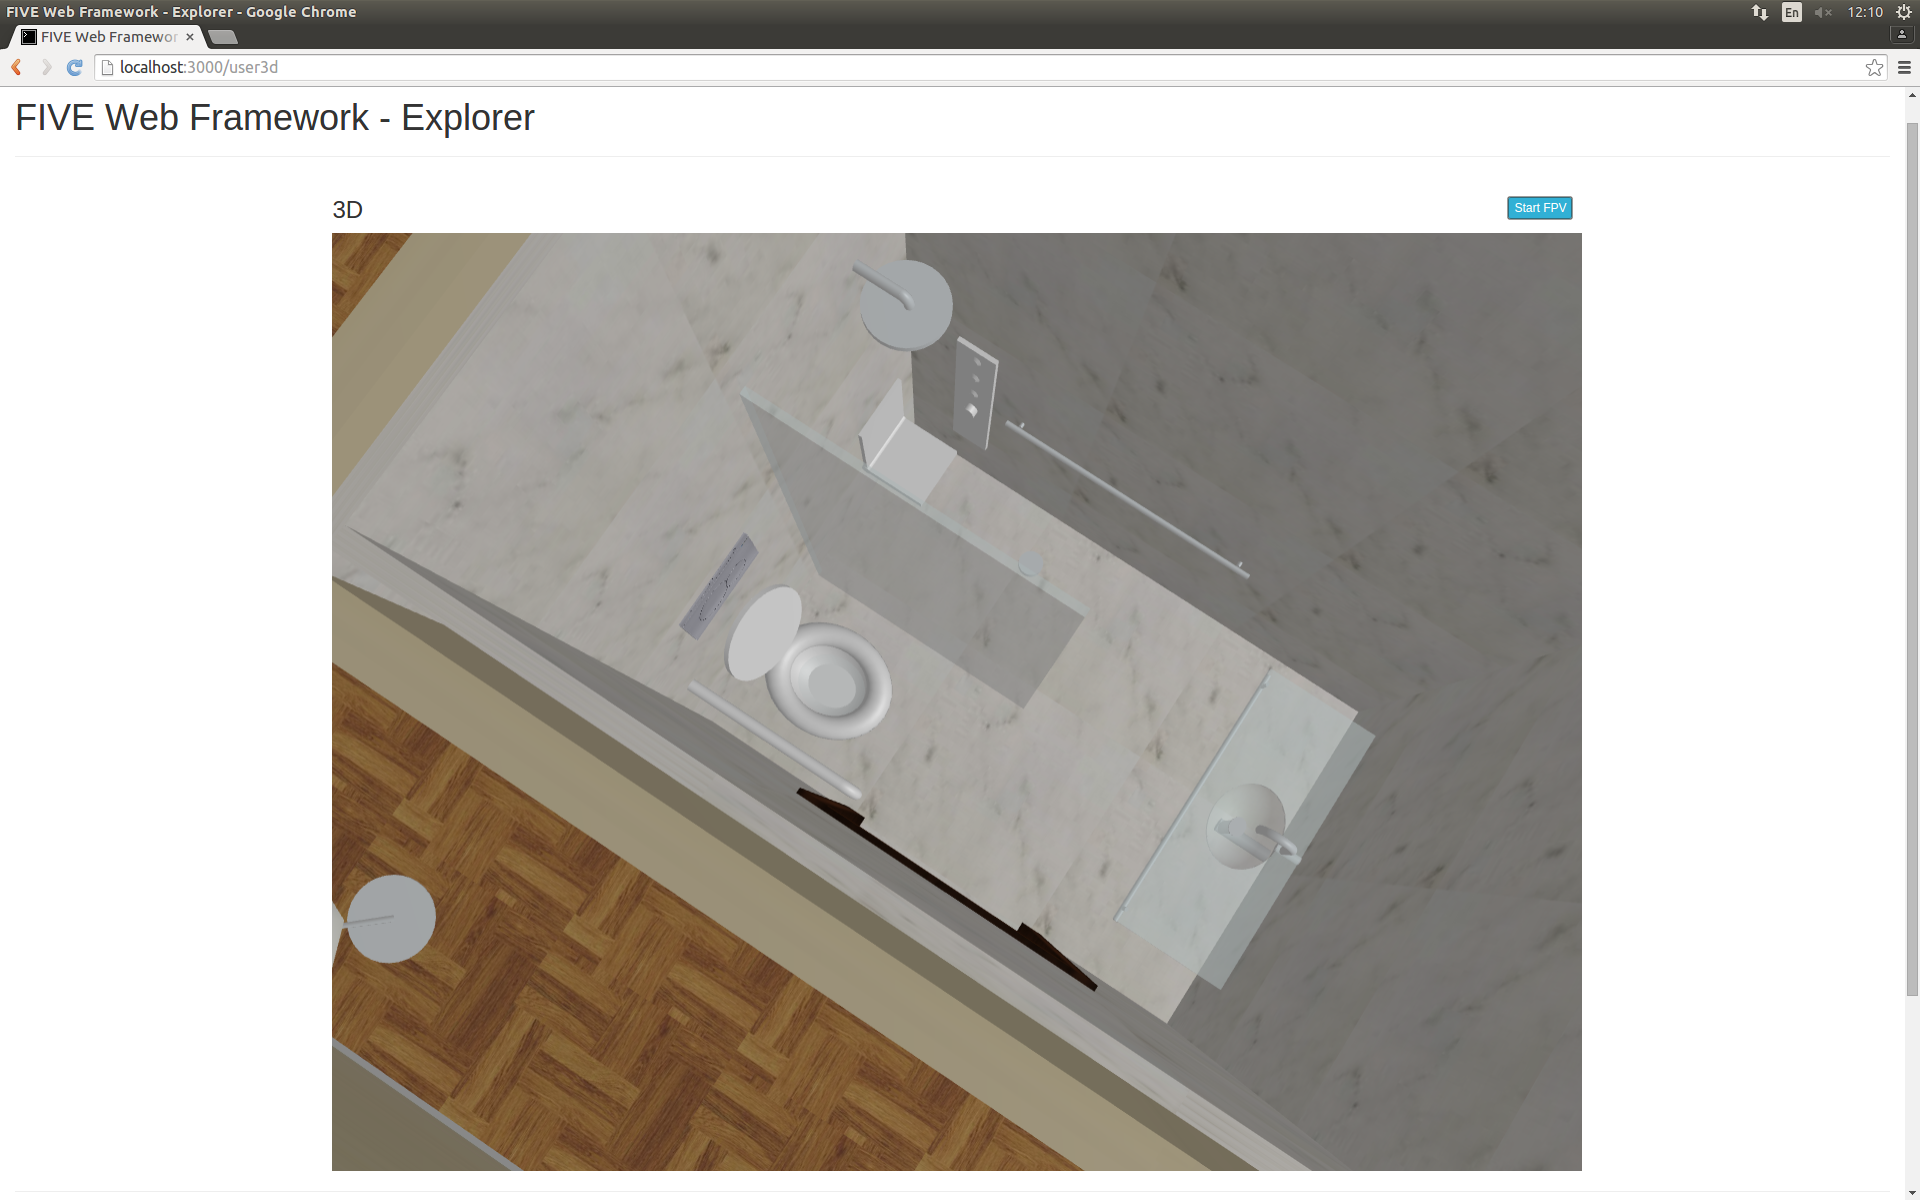 FIVE Web Framework - Explorer - Google Chrome
En
12:10
FIVE Web Framewor
localhost:3000/user3d
FIVE Web Framework - Explorer
3D
Start FPV